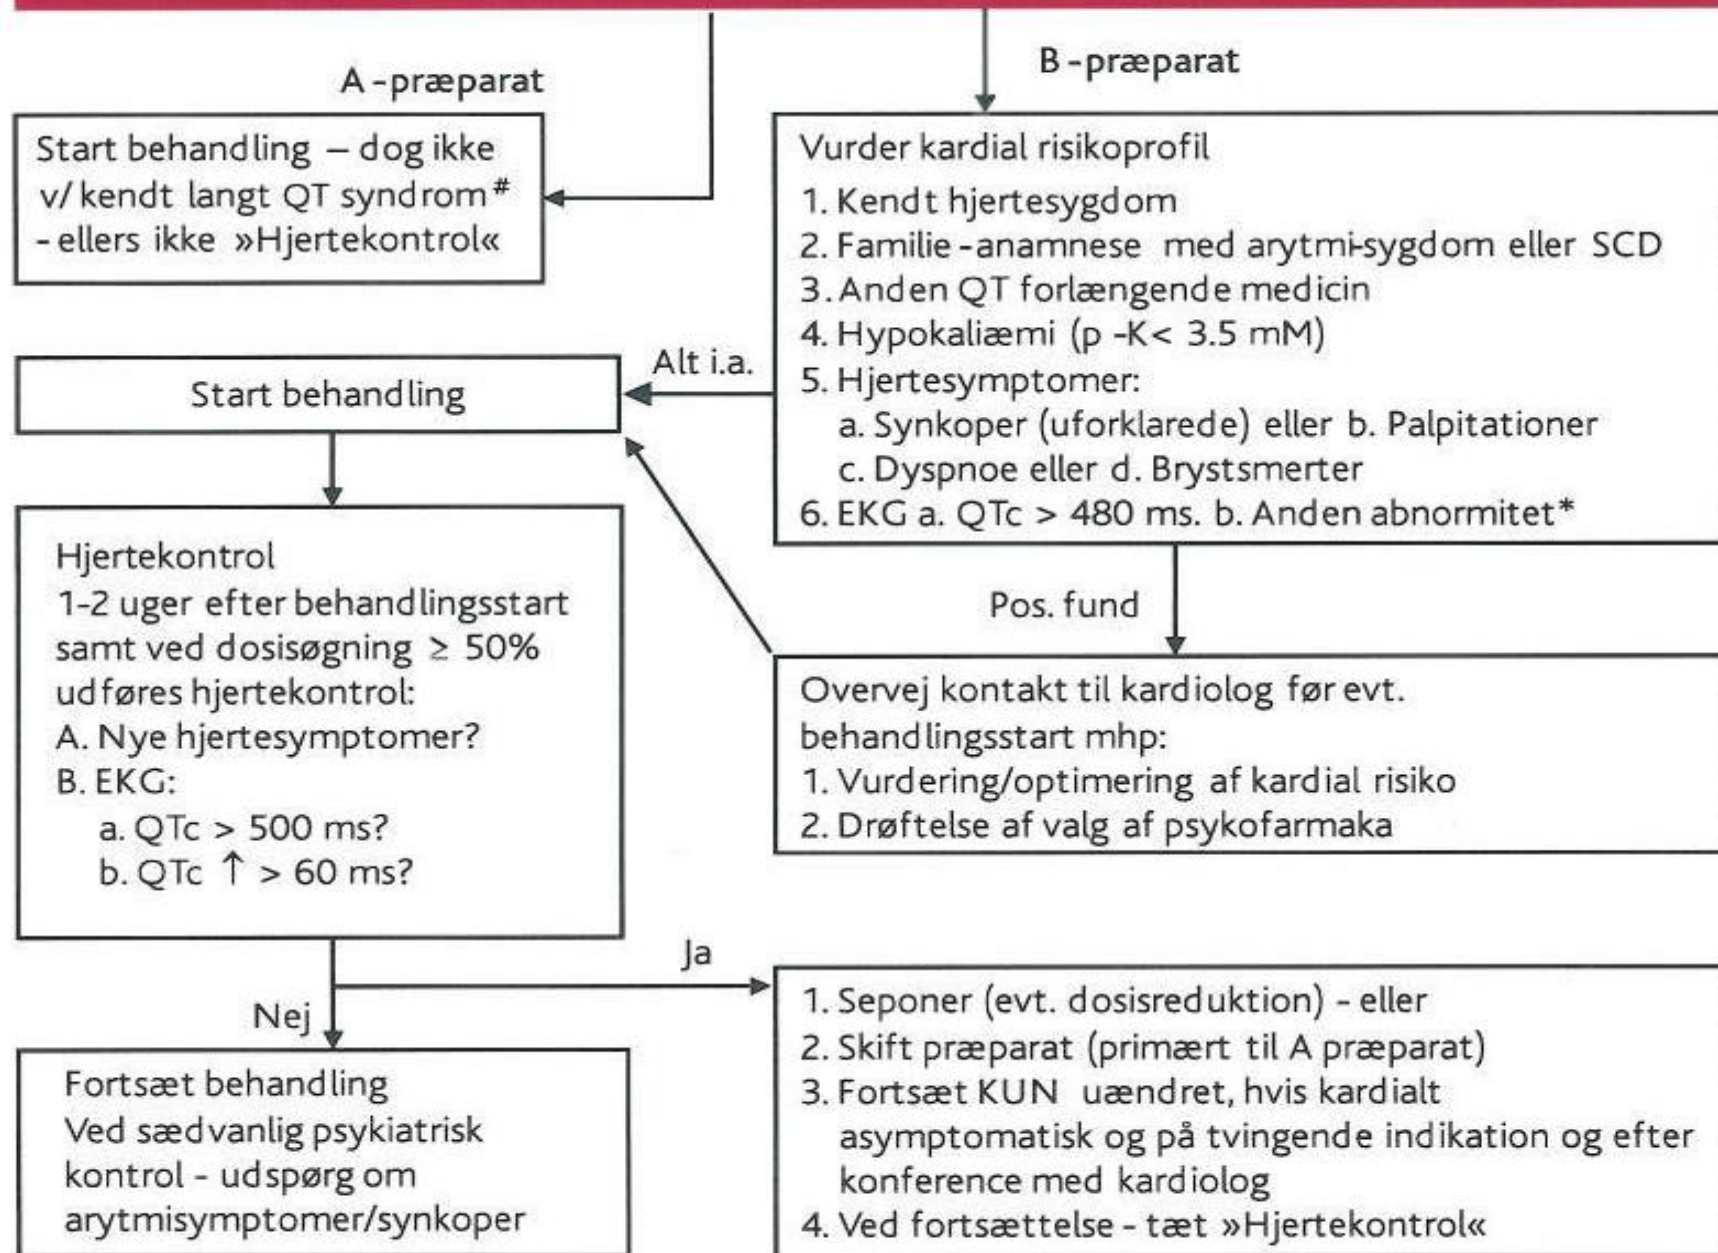 A-præparat
Start behandling – dog ikke
v/ kendt langt QT syndrom#
- ellers ikke »Hjertekontrol«
B-præparat
Vurder kardial risikoprofil
1. Kendt hjertesygdom
2. Familie-anamnese med arytmi-sygdom eller SCD
3. Anden QT forlængende medicin
4. Hypokaliæmi (p-K< 3.5 mM)
5. Hjertesymptomer:
a. Synkoper (uforklarede) eller b. Palpitationer
c. Dyspnoe eller d. Brystsmerter
6. EKG a. QTc > 480 ms. b. Anden abnormitet*
Alt i.a.
Start behandling
Pos. fund
Overvej kontakt til kardiolog før evt.
behandlingsstart mhp:
1. Vurdering/optimering af kardial risiko
2. Drøftelse af valg af psykofarmaka
Hjertekontrol
1-2 uger efter behandlingsstart
samt ved dosisøgning ≥ 50%
udføres hjertekontrol:
A. Nye hjertesymptomer?
B. EKG:
a. QTc > 500 ms?
b. QTc ↑ > 60 ms?
Ja
Nej
1. Seponer (evt. dosisreduktion) - eller
2. Skift præparat (primært til A præparat)
3. Fortsæt KUN uændret, hvis kardialt
asymptomatisk og på tvingende indikation og efter
konference med kardiolog
4. Ved fortsættelse - tæt »Hjertekontrol«
Fortsæt behandling
Ved sædvanlig psykiatrisk
kontrol - udspørg om
arytmisymptomer/synkoper